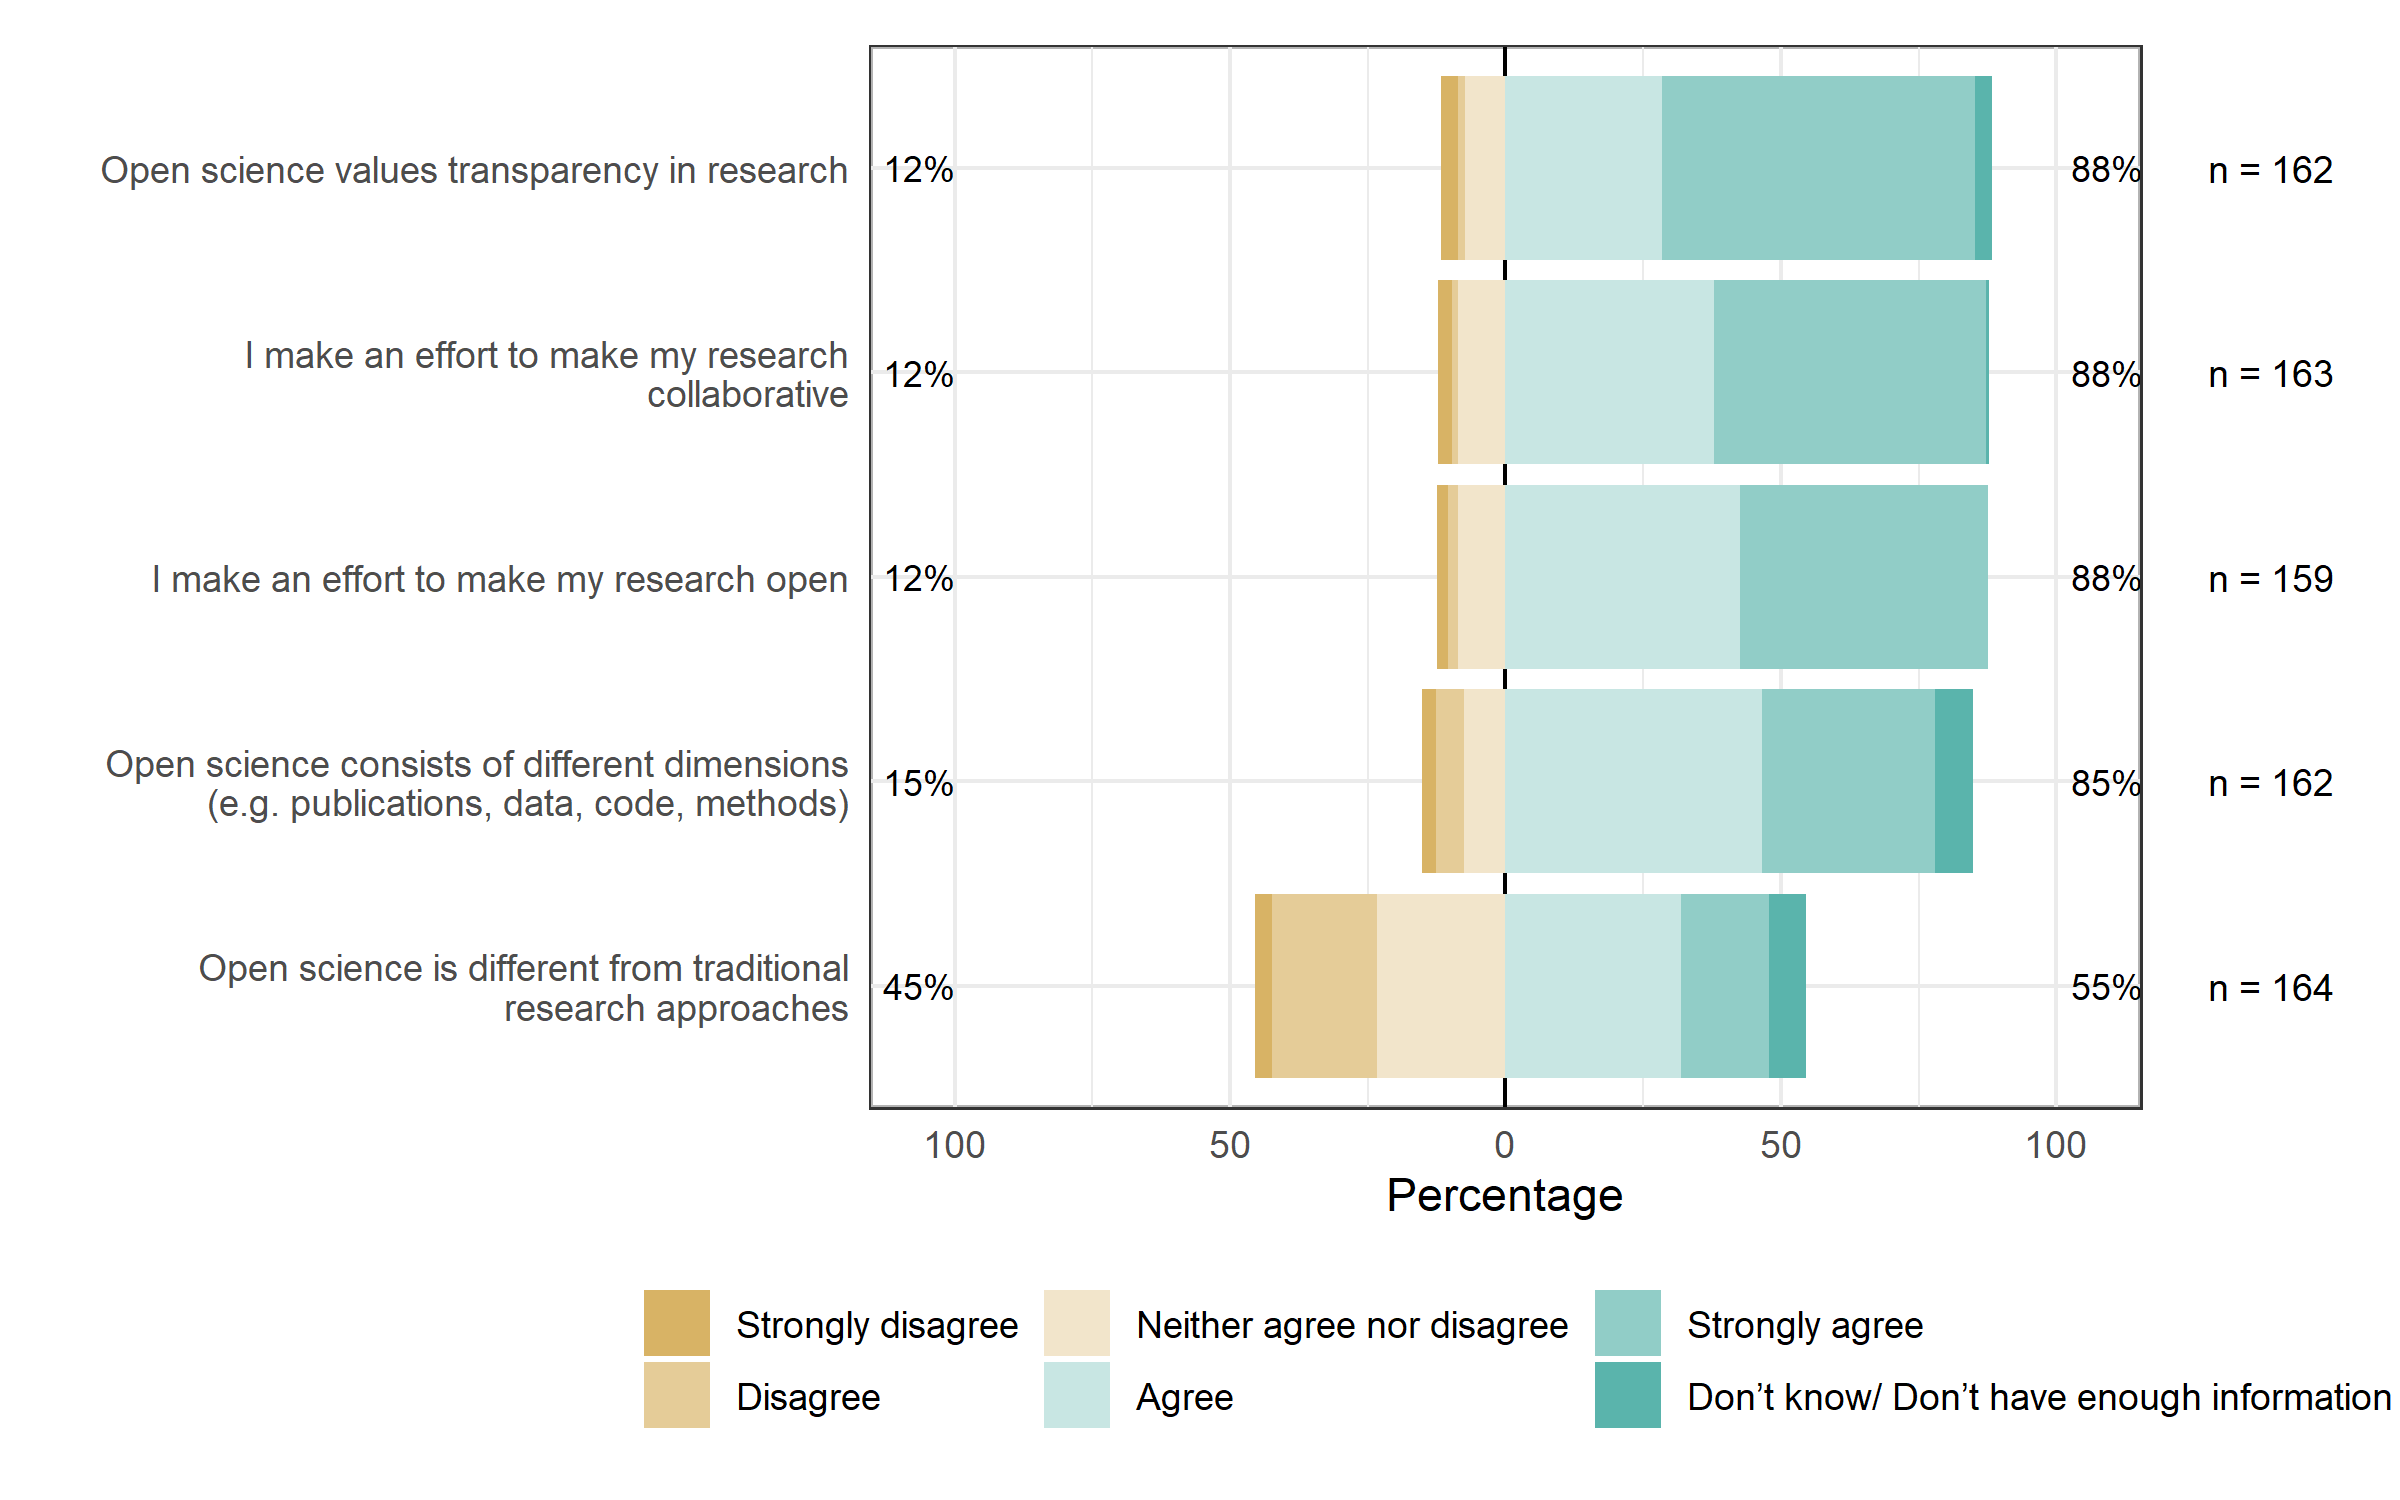 Open science values transparency in research
12%
88%
n = 162
I make an effort to make my research
collaborative
12%
88%
n = 163
I make an effort to make my research open
12%
88%
n = 159
Open science consists of different dimensions
(e.g. publications, data, code, methods)
15%
85%
n = 162
Open science is different from traditional
research approaches
45%
55%
n = 164
100 50 0 50 100
Percentage
Strongly disagree
Neither agree nor disagree
Strongly agree
Disagree
Agree
Don’t know/ Don’t have enough information